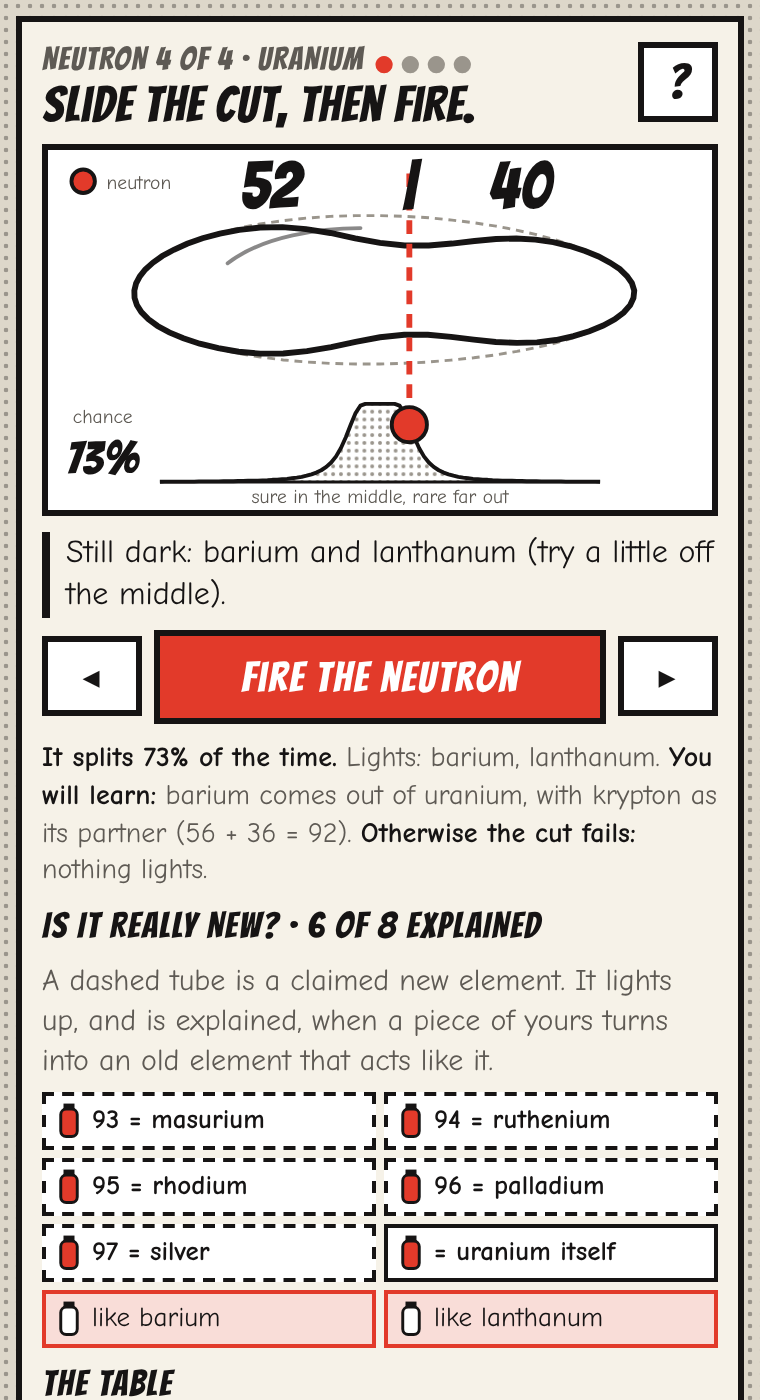 NEUTRON 4 OF 4 · URANIUM
SLIDE THE CUT, THEN FIRE.
?
neutron
52 / 40
chance
73%
sure in the middle, rare far out
Still dark: barium and lanthanum (try a little off
the middle).
◄
FIRE THE NEUTRON
►
It splits 73% of the time. Lights: barium, lanthanum. You
will learn: barium comes out of uranium, with krypton as
its partner (56 + 36 = 92). Otherwise the cut fails:
nothing lights.
IS IT REALLY NEW? · 6 OF 8 EXPLAINED
A dashed tube is a claimed new element. It lights
up, and is explained, when a piece of yours turns
into an old element that acts like it.
93 = masurium
94 = ruthenium
95 = rhodium
96 = palladium
97 = silver
= uranium itself
like barium
like lanthanum
THE TABLE